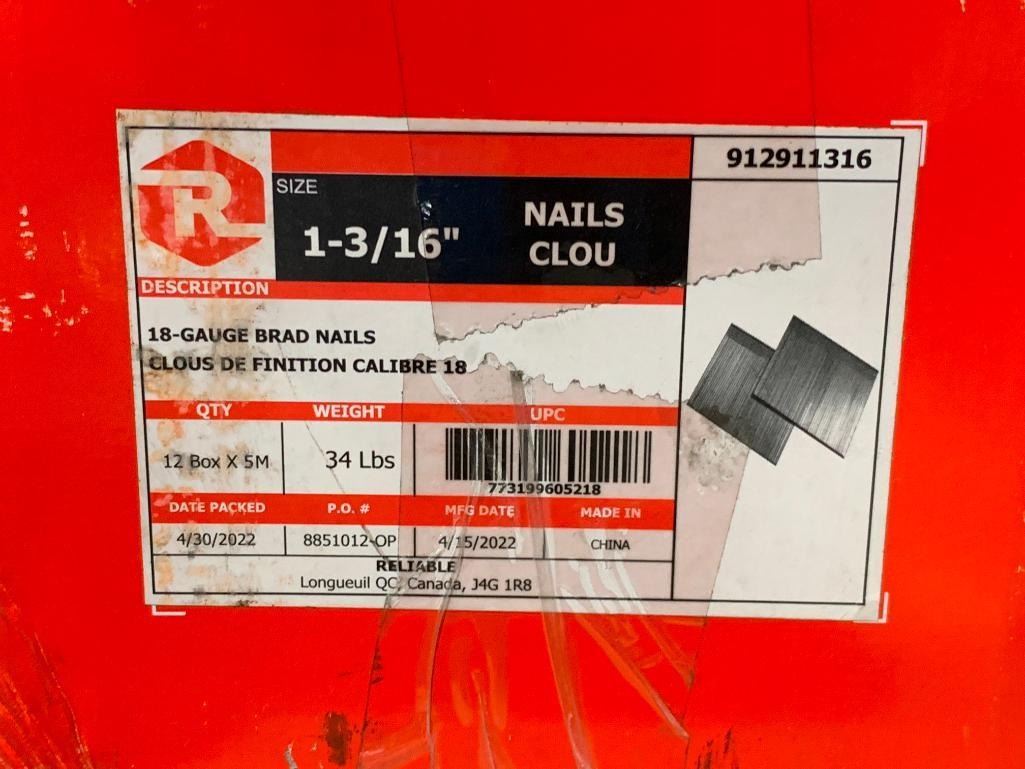 R
912911316
SIZE
1-3/16"
NAILS
CLOU
DESCRIPTION
18-GAUGE BRAD NAILS
CLOUS DE FINITION CALIBRE 18
QTY WEIGHT UPC
12 Box X 5M 34 Lbs
773199605218
DATE PACKED P.O. # MFG DATE MADE IN
4/30/2022 8851012-OP 4/15/2022 CHINA
RELIABLE
Longueuil QC, Canada, J4G 1R8